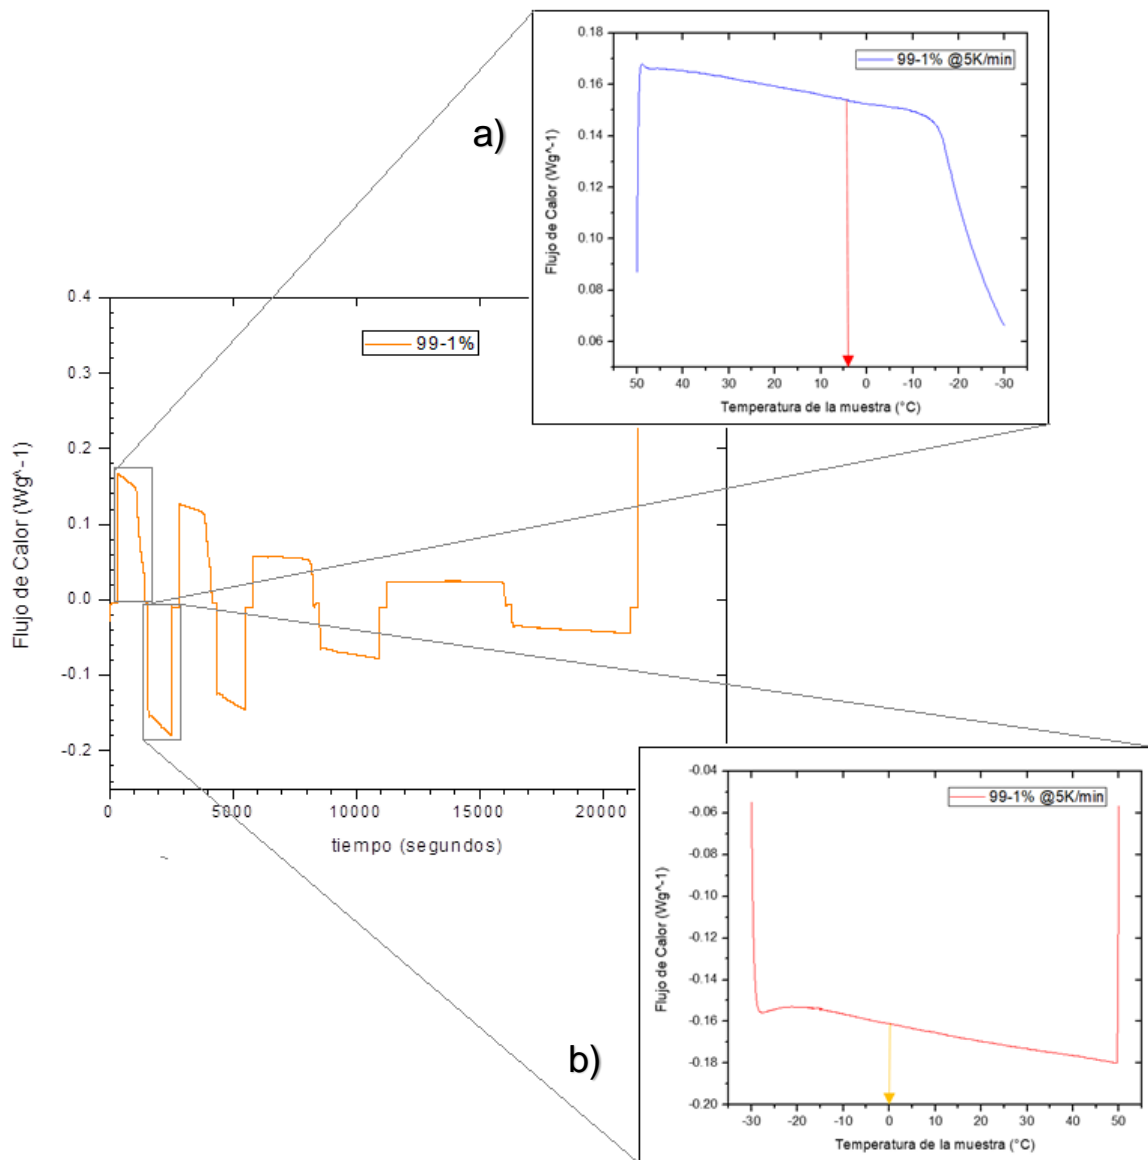 a)
0.18
0.16
0.14
0.12
0.10
0.08
0.06
Flujo de Calor (Wg^-1)
99-1% @5K/min
50 40 30 20 10 0 -10 -20 -30
Temperatura de la muestra (°C)
0.4
0.3
0.2
0.1
0.0
-0.1
-0.2
Flujo de Calor (Wg^-1)
99-1%
0 5000 10000 15000 20000
tiempo (segundos)
b)
-0.04
-0.06
-0.08
-0.10
-0.12
-0.14
-0.16
-0.18
-0.20
Flujo de Calor (Wg^-1)
99-1% @5K/min
-30 -20 -10 0 10 20 30 40 50
Temperatura de la muestra (°C)